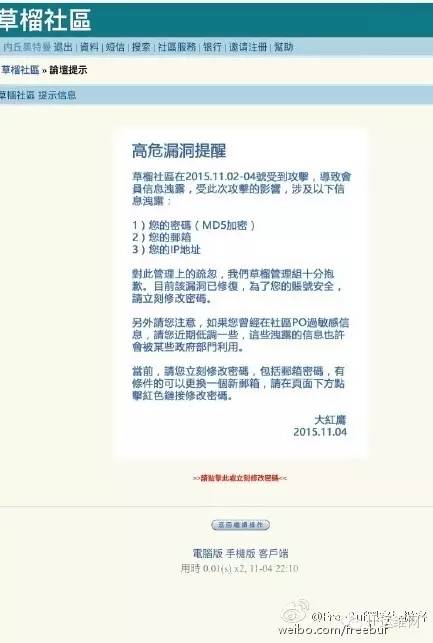 草榴社區
内丘奥特曼 退出 | 資料 | 短信 | 搜索 | 社區服務 | 银行 | 邀请注册 | 幫助
草榴社區 » 論壇提示
草榴社區 提示信息
高危漏洞提醒
草榴社區在2015.11.02-04號受到攻擊，導致會
員信息洩露，受此次攻擊的影響，涉及以下信
息洩露：
1）您的密碼（MD5加密）
2）您的郵箱
3）您的IP地址
對此管理上的疏忽，我們草榴管理組十分抱
歉。目前該漏洞已修復，為了您的賬號安全，
請立刻修改密碼。
另外請您注意，如果您曾經在社區PO過敏感信
息，請您近期低調一些，這些洩露的信息也許
會被某些政府部門利用。
當前，請您立刻修改密碼，包括郵箱密碼，有
條件的可以更換一個新郵箱，請在頁面下方點
擊紅色鏈接修改密碼。
大紅鷹
2015.11.04
>>請點擊此處立刻修改密碼<<
返回繼續操作
電腦版 手機版 客戶端
用時 0.01(s) x2, 11-04 22:10
weibo.com/freebuf